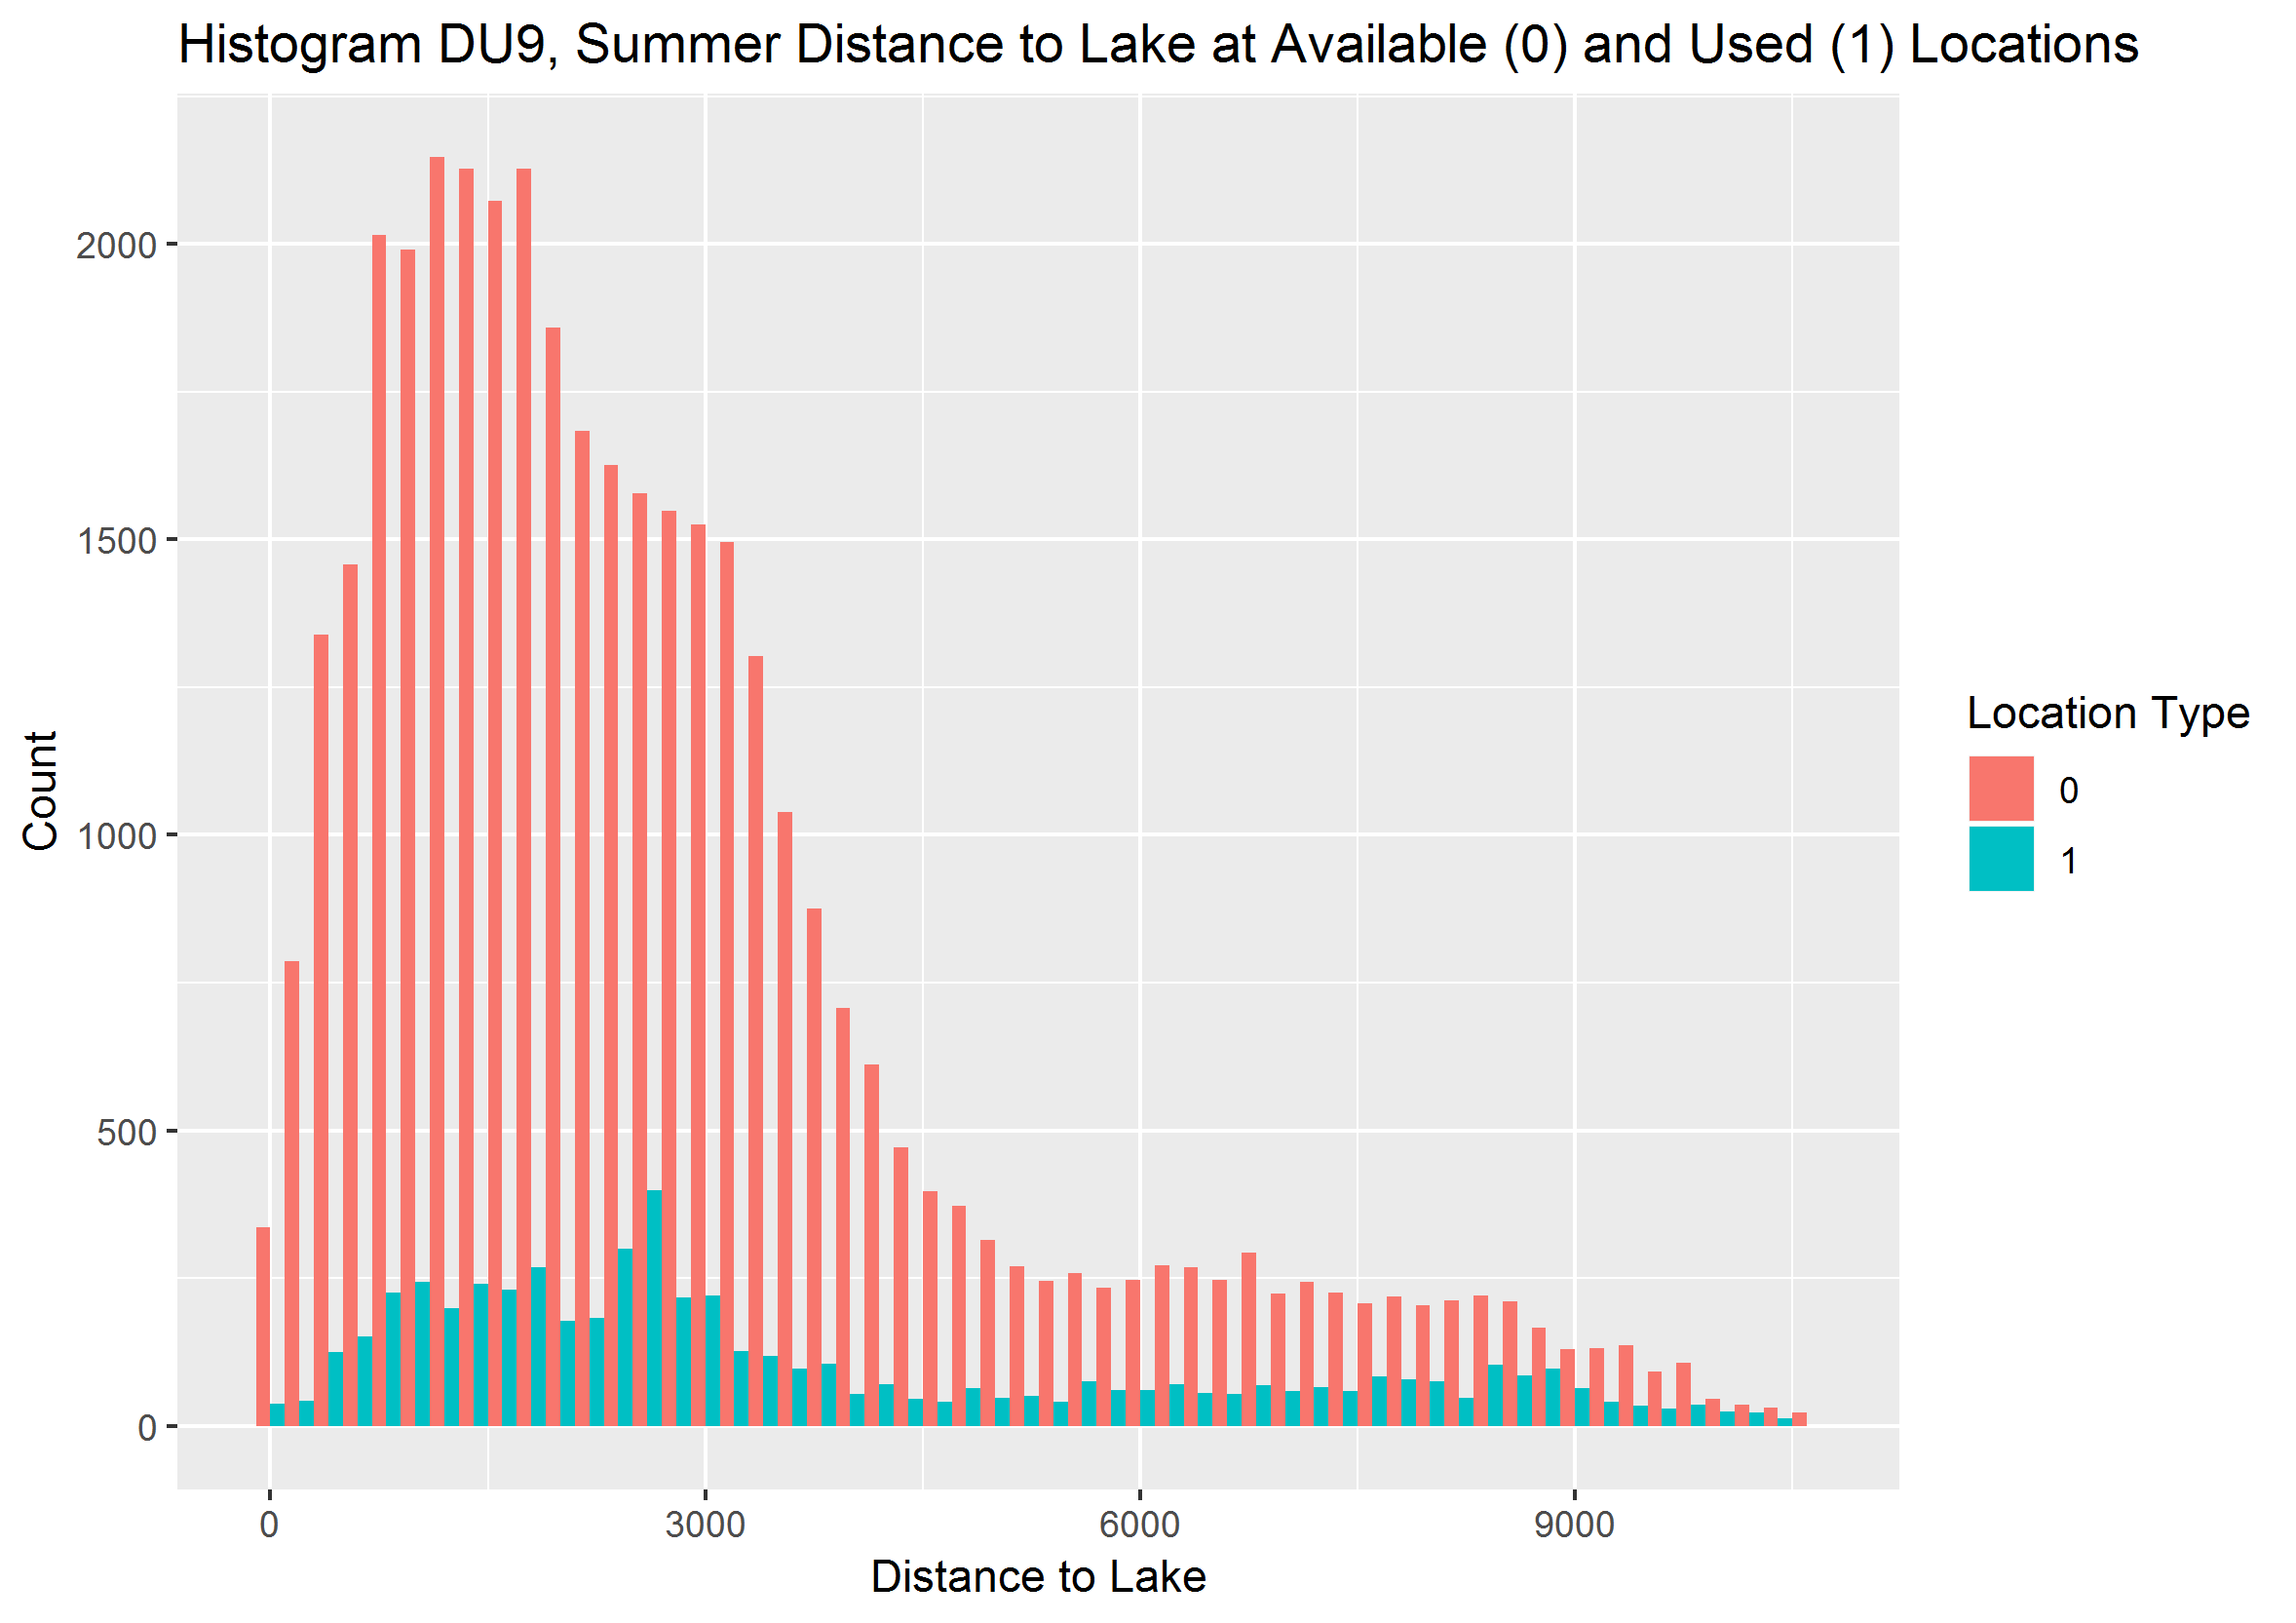 Histogram DU9, Summer Distance to Lake at Available (0) and Used (1) Locations
2000
1500
1000
500
0
Count
0 3000 6000 9000
Distance to Lake
Location Type
0
1